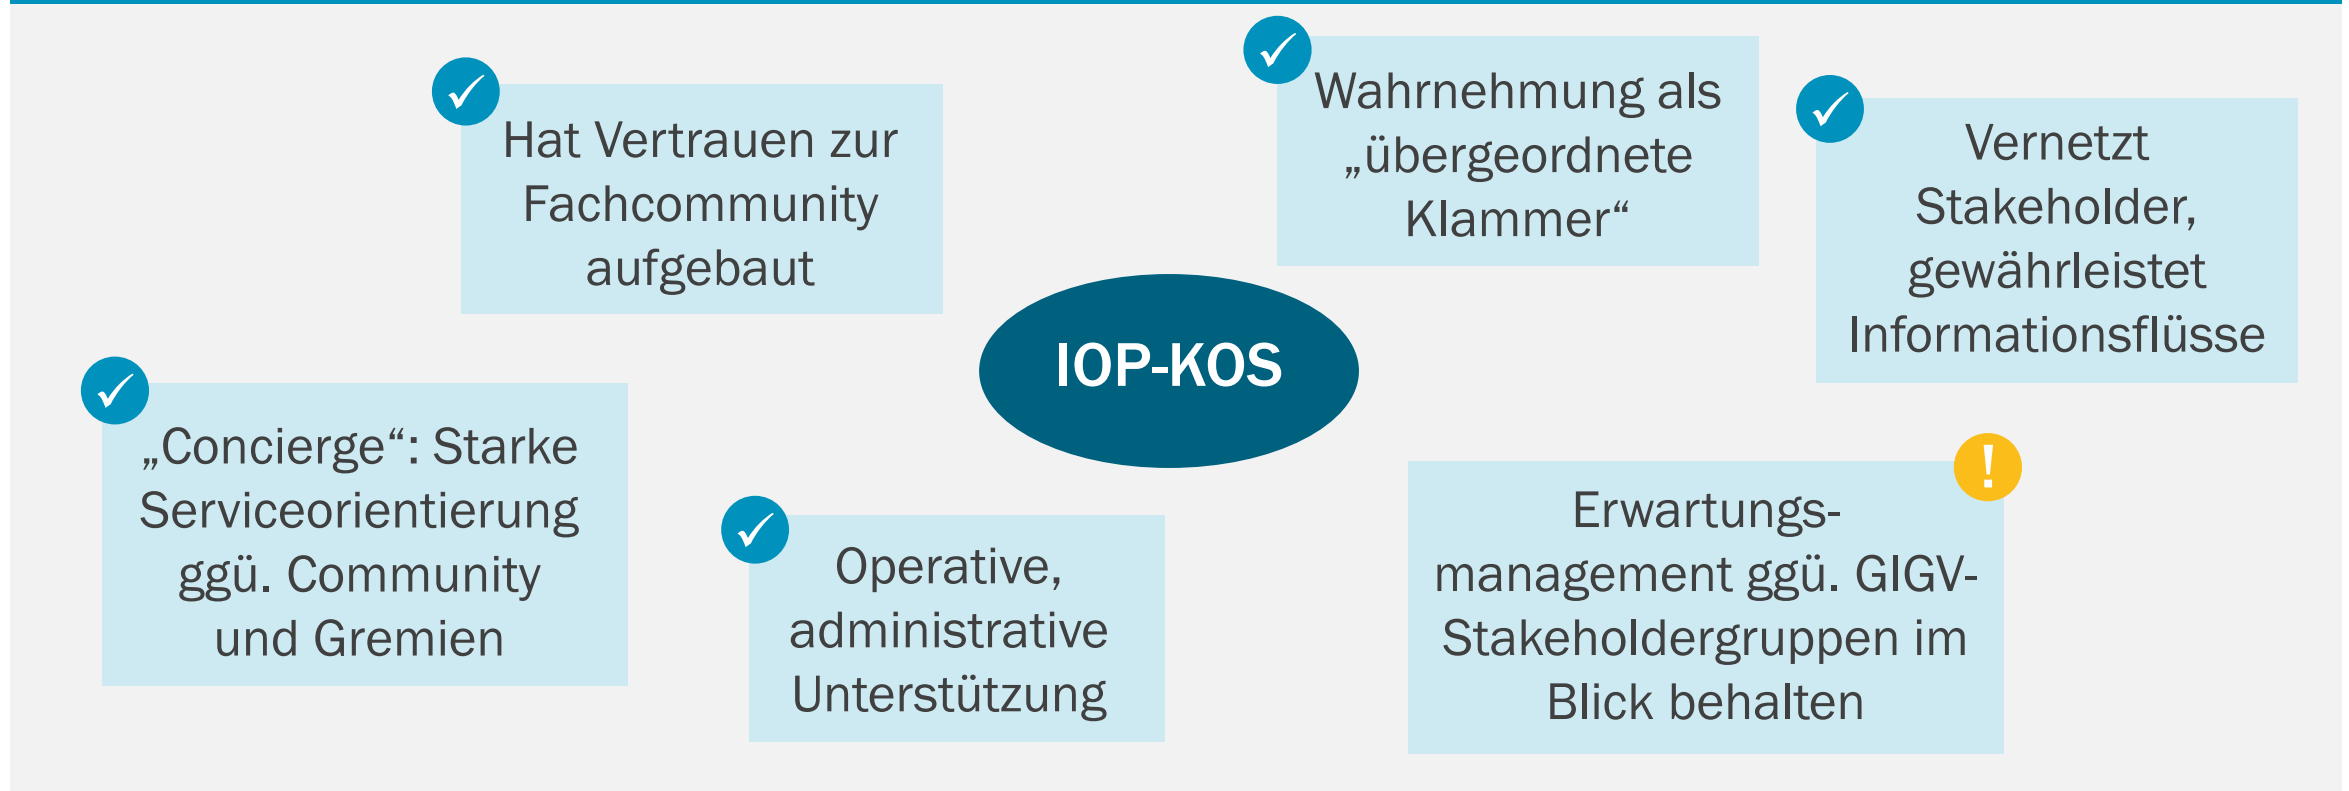 Hat Vertrauen zur
Fachcommunity
aufgebaut
Wahrnehmung als
„übergeordnete
Klammer“
Vernetzt
Stakeholder,
gewährleistet
Informationsflüsse
IOP-KOS
„Concierge“: Starke
Serviceorientierung
ggü. Community
und Gremien
Operative,
administrative
Unterstützung
!
Erwartungs-
management ggü. GIGV-
Stakeholdergruppen im
Blick behalten